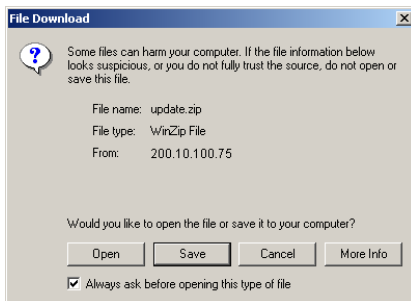 File Download
Some files can harm your computer. If the file information below
looks suspicious, or you do not fully trust the source, do not open or
save this file.
File name: update.zip
File type: WinZip File
From: 200.10.100.75
Would you like to open the file or save it to your computer?
Open Save Cancel More Info
Always ask before opening this type of file